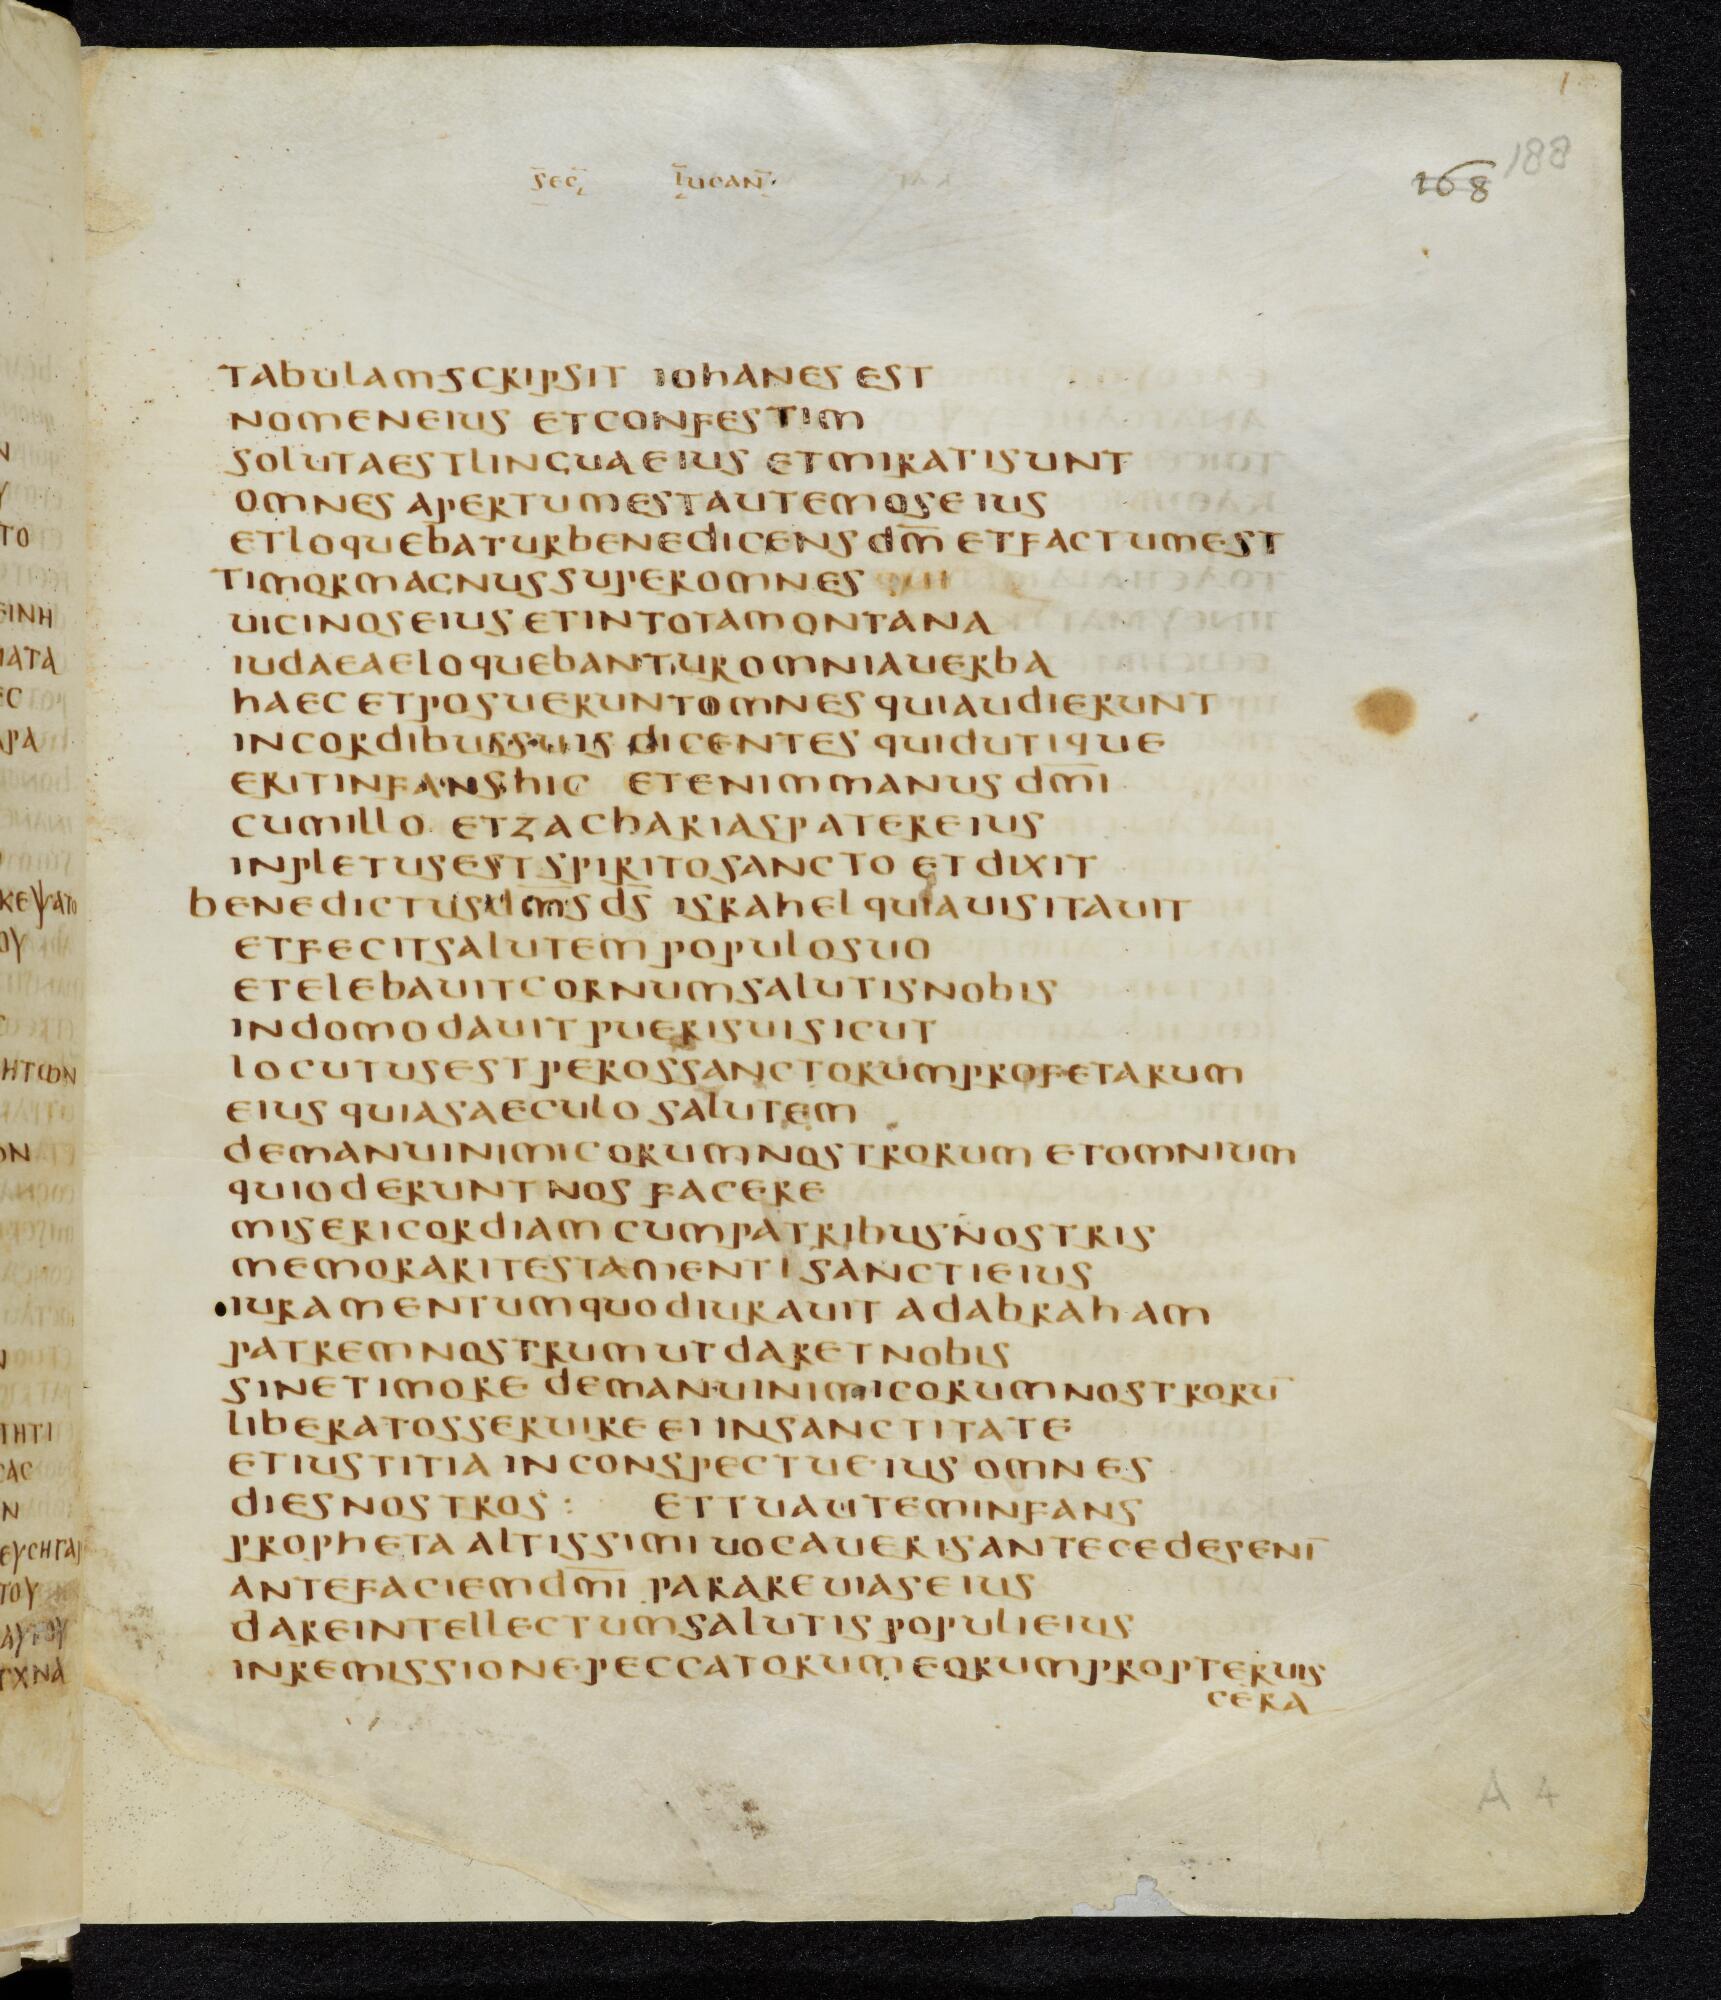 sec lucan
188
168
tabulam scripsit iohanes est
nomen eius et confestim
soluta est lingua eius et mirati sunt
omnes apertum est autem os eius
et loquebatur benedicens dm̅ et factum est
timor magnus super omnes qui
uicinos eius et in tota montana
iudaeae loquebantur omnia uerba
haec et posuerunt omnes qui audierunt
in cordibus suis dicentes quid utique
erit infans hic et enim manus dm̅i
cum illo et zacharias pater eius
inpletus est spirito sancto et dixit
benedictus dm̅s ds̅ israhel quia uisitauit
et fecit salutem populo suo
et elebauit cornum salutis nobis
in domo dauit pueri sui sicut
locutus est per os sanctorum profetarum
eius qui a saeculo salutem
de manu inimicorum nostrorum et omnium
qui oderunt nos facere
misericordiam cum patribus nostris
memorari testamenti sancti eius
iuramentum quod iurauit ad abraham
patrem nostrum ut daret nobis
sine timore de manu inimicorum nostroru̅
liberatos seruire ei in sanctitate
et iustitia in conspectu eius omnes
dies nostros : et tu autem infans
propheta altissimi uocaueris antecedes eni̅
ante faciem dm̅i parare uias eius
dare intellectum salutis populi eius
in remissione peccatorum eorum propter uis
cera
A 4